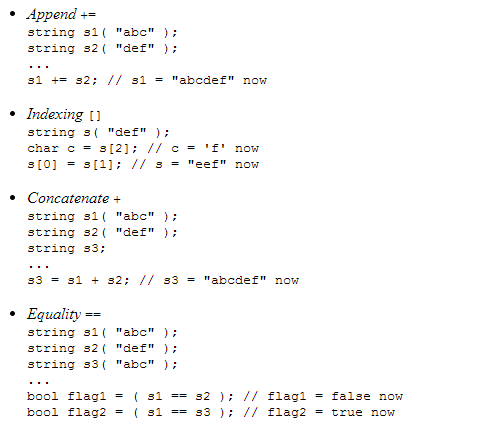 • Append +=
string s1( "abc" );
string s2( "def" );
...
s1 += s2; // s1 = "abcdef" now
• Indexing []
string s( "def" );
char c = s[2]; // c = 'f' now
s[0] = s[1]; // s = "eef" now
• Concatenate +
string s1( "abc" );
string s2( "def" );
string s3;
...
s3 = s1 + s2; // s3 = "abcdef" now
• Equality ==
string s1( "abc" );
string s2( "def" );
string s3( "abc" );
...
bool flag1 = ( s1 == s2 ); // flag1 = false now
bool flag2 = ( s1 == s3 ); // flag2 = true now